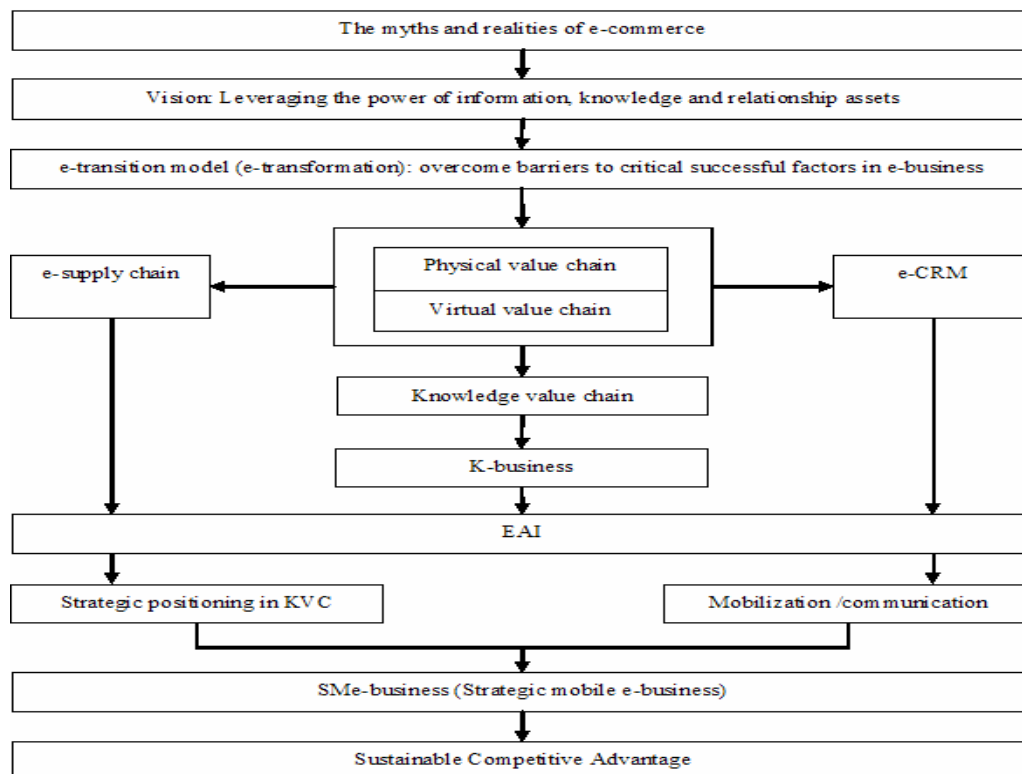 The myths and realities of e-commerce
Vision: Leveraging the power of information, knowledge and relationship assets
e-transition model (e-transformation): overcome barriers to critical successful factors in e-business
e-supply chain
Physical value chain
Virtual value chain
e-CRM
Knowledge value chain
K-business
EAI
Strategic positioning in KVC
Mobilization /communication
SMe-business (Strategic mobile e-business)
Sustainable Competitive Advantage